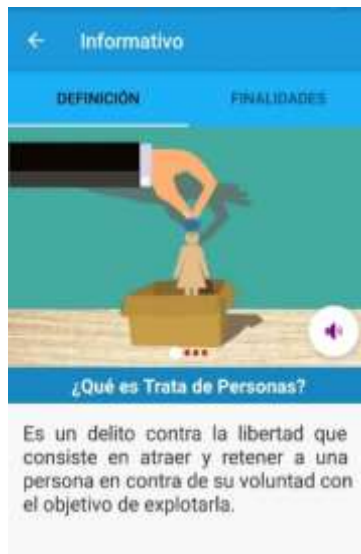 Informativo
DEFINICIÓN FINALIDADES
¿Qué es Trata de Personas?
Es un delito contra la libertad que
consiste en atraer y retener a una
persona en contra de su voluntad con
el objetivo de explotarla.